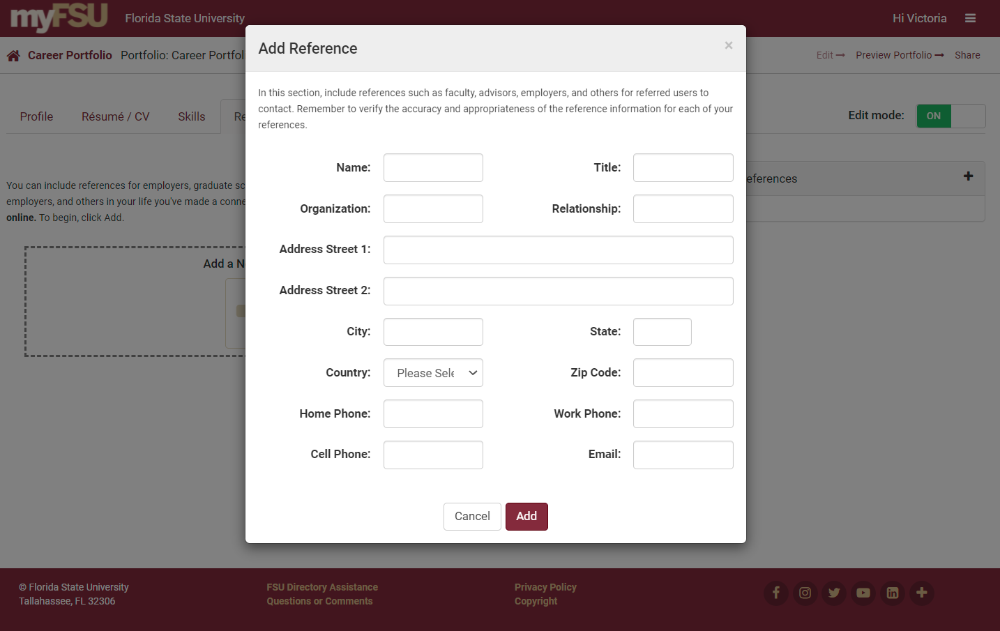 myFSU Florida State University
Hi Victoria
Career Portfolio Portfolio: Career Portfoli
Edit Preview Portfolio Share
Add Reference
×
In this section, include references such as faculty, advisors, employers, and others for referred users to
contact. Remember to verify the accuracy and appropriateness of the reference information for each of your
references.
Profile Résumé / CV Skills Re
Edit mode: ON
You can include references for employers, graduate sc
employers, and others in your life you've made a conne
online. To begin, click Add.
eferences
Add a N
Name:
Title:
Organization:
Relationship:
Address Street 1:
Address Street 2:
City:
State:
Country: Please Sele
Zip Code:
Home Phone:
Work Phone:
Cell Phone:
Email:
Cancel Add
© Florida State University
Tallahassee, FL 32306
FSU Directory Assistance
Questions or Comments
Privacy Policy
Copyright